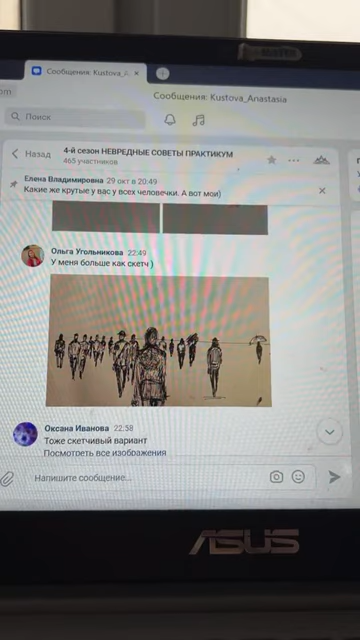 Сообщения: Kustova_A
om
Сообщения: Kustova_Anastasia
Поиск
Назад
4-й сезон НЕВРЕДНЫЕ СОВЕТЫ ПРАКТИКУМ
465 участников
Елена Владимировна 29 окт в 20:49
Какие же крутые у вас у всех человечки. А вот мои)
Ольга Угольникова 22:49
У меня больше как скетч )
Оксана Иванова 22:58
Тоже скетчивый вариант
Посмотреть все изображения
Напишите сообщение...
ASUS